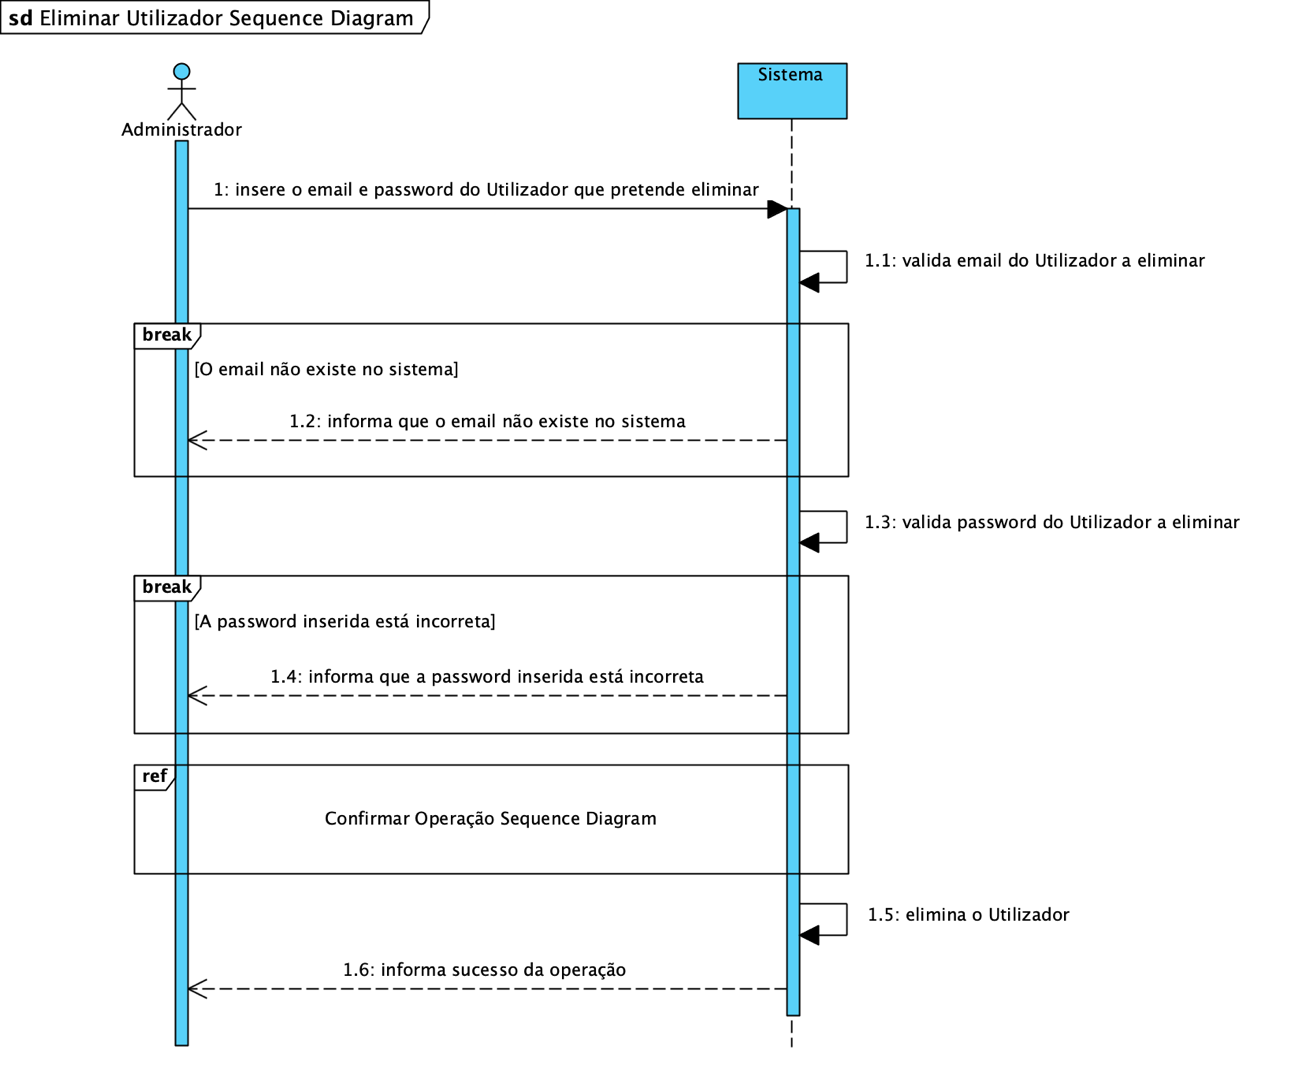 sd Eliminar Utilizador Sequence Diagram
Sistema
Administrador
1: insere o email e password do Utilizador que pretende eliminar
1.1: valida email do Utilizador a eliminar
break
[O email não existe no sistema]
1.2: informa que o email não existe no sistema
1.3: valida password do Utilizador a eliminar
break
[A password inserida está incorreta]
1.4: informa que a password inserida está incorreta
ref
Confirmar Operação Sequence Diagram
1.5: elimina o Utilizador
1.6: informa sucesso da operação